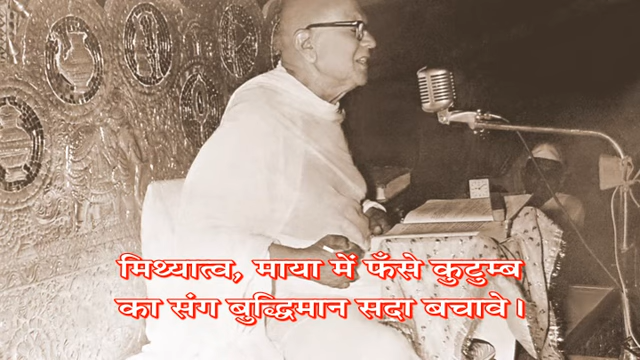 मिथ्यात्व, माया में फँसे कुटुम्ब
का संग बुद्धिमान सदा बचावे।